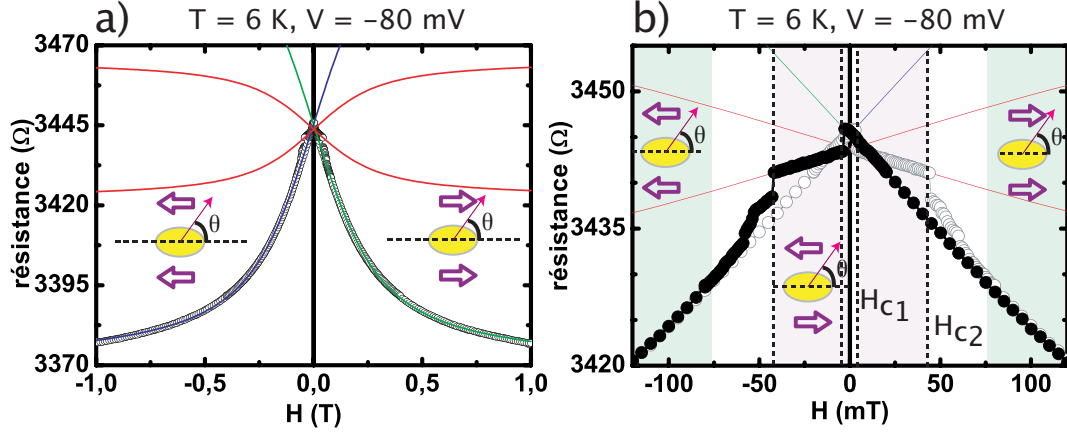 a)
T = 6 K, V = −80 mV
résistance (Ω)
3470
3445
3420
3395
3370
θ
θ
-1,0
-0,5
0,0
0,5
1,0
H (T)
b)
T = 6 K, V = −80 mV
résistance (Ω)
3450
3435
3420
θ
θ
θ
Hc1
Hc2
-100
-50
0
50
100
H (mT)